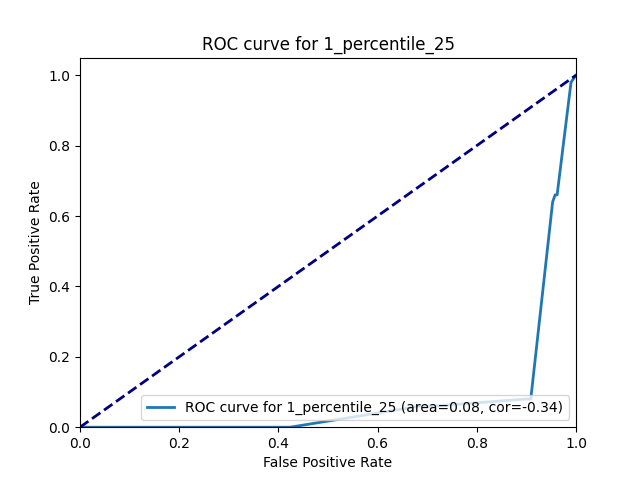 ROC curve for 1_percentile_25
1.0
0.8
0.6
0.4
0.2
0.0
True Positive Rate
ROC curve for 1_percentile_25 (area=0.08, cor=-0.34)
0.0 0.2 0.4 0.6 0.8 1.0
False Positive Rate